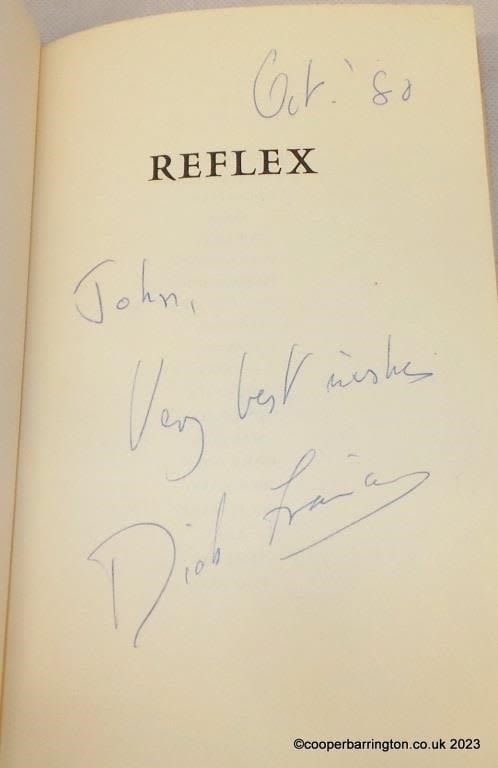 Oct. '80
REFLEX
John,
Very best wishes
Dick Francis
©cooperbarrington.co.uk 2023